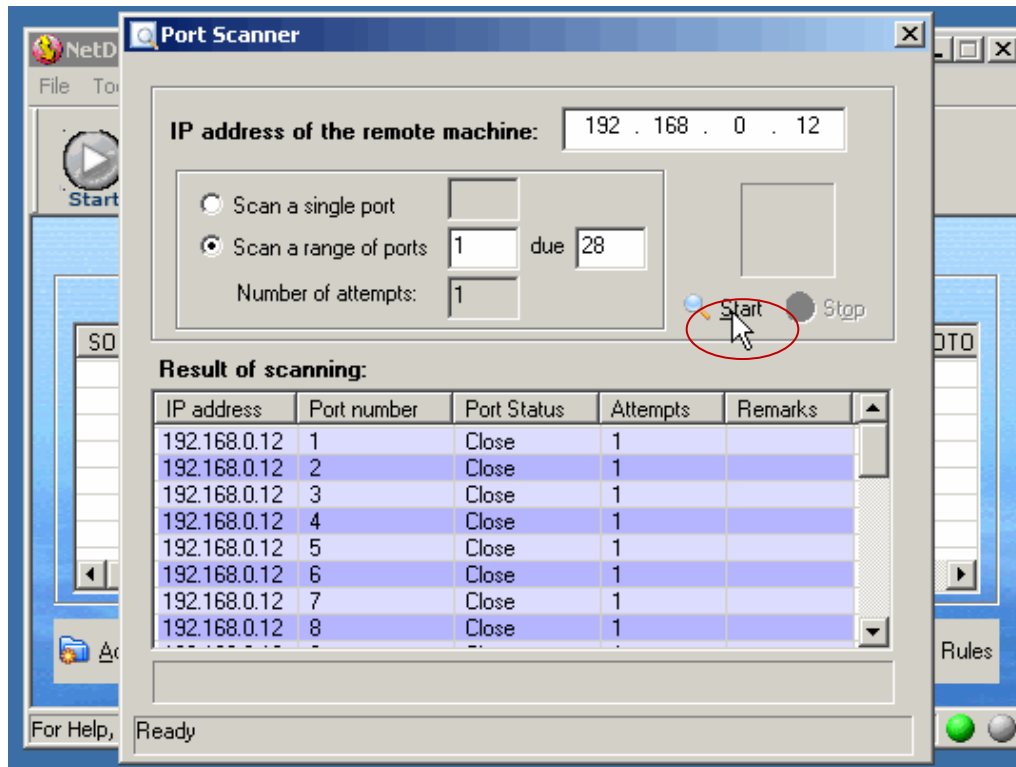 Port Scanner
NetD
File To
IP address of the remote machine: 192 . 168 . 0 . 12
Start
Scan a single port
Scan a range of ports 1 due 28
Number of attempts: 1
Start Stop
SO
OTO
Result of scanning:
IP address Port number Port Status Attempts Remarks
192.168.0.12 1 Close 1
192.168.0.12 2 Close 1
192.168.0.12 3 Close 1
192.168.0.12 4 Close 1
192.168.0.12 5 Close 1
192.168.0.12 6 Close 1
192.168.0.12 7 Close 1
192.168.0.12 8 Close 1
Ad
Rules
For Help,
Ready